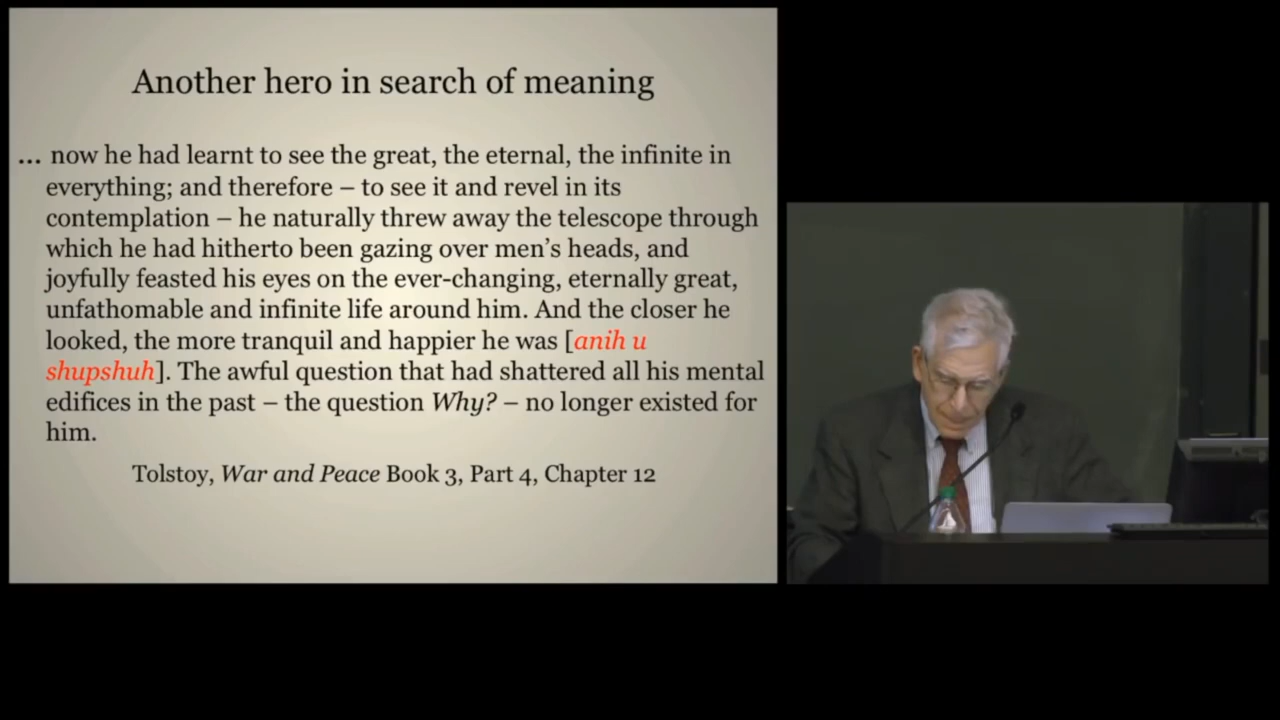 Another hero in search of meaning
... now he had learnt to see the great, the eternal, the infinite in
everything; and therefore – to see it and revel in its
contemplation – he naturally threw away the telescope through
which he had hitherto been gazing over men's heads, and
joyfully feasted his eyes on the ever-changing, eternally great,
unfathomable and infinite life around him. And the closer he
looked, the more tranquil and happier he was [anih u
shupshuh]. The awful question that had shattered all his mental
edifices in the past – the question Why? – no longer existed for
him.
Tolstoy, War and Peace Book 3, Part 4, Chapter 12